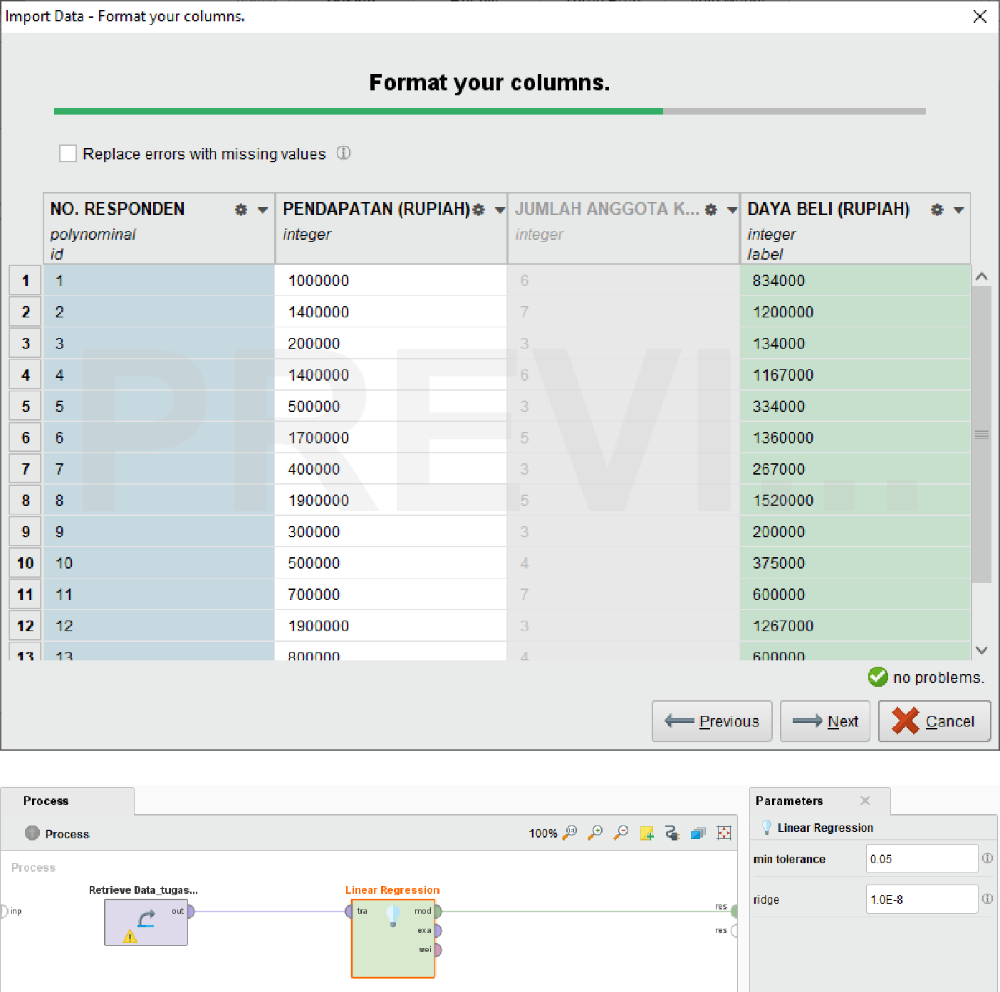 Import Data - Format your columns.
Format your columns.
Replace errors with missing values
NO. RESPONDEN PENDAPATAN (RUPIAH) JUMLAH ANGGOTA K... DAYA BELI (RUPIAH)
polynominal integer integer integer
id label
1 1 1000000 6 834000
2 2 1400000 7 1200000
3 3 200000 3 134000
4 4 1400000 6 1167000
5 5 500000 3 334000
6 6 1700000 5 1360000
7 7 400000 3 267000
8 8 1900000 5 1520000
9 9 300000 3 200000
10 10 500000 4 375000
11 11 700000 7 600000
12 12 1900000 3 1267000
13 13 800000 4 600000
PREVI...
no problems.
Previous Next Cancel
Process
Process 100%
Process
Retrieve Data_tugas... Linear Regression
inp out tra mod res
exa res
wei
Parameters
Linear Regression
min tolerance 0.05
ridge 1.0E-8